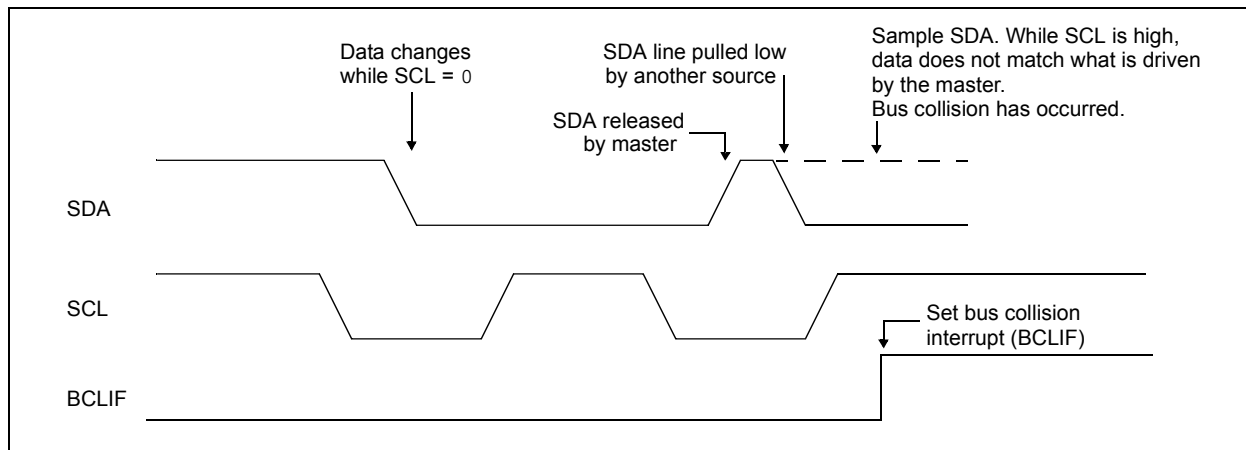 Data changes
while SCL = 0
SDA line pulled low
by another source
Sample SDA. While SCL is high,
data does not match what is driven
by the master.
Bus collision has occurred.
SDA released
by master
SDA
SCL
Set bus collision
interrupt (BCLIF)
BCLIF